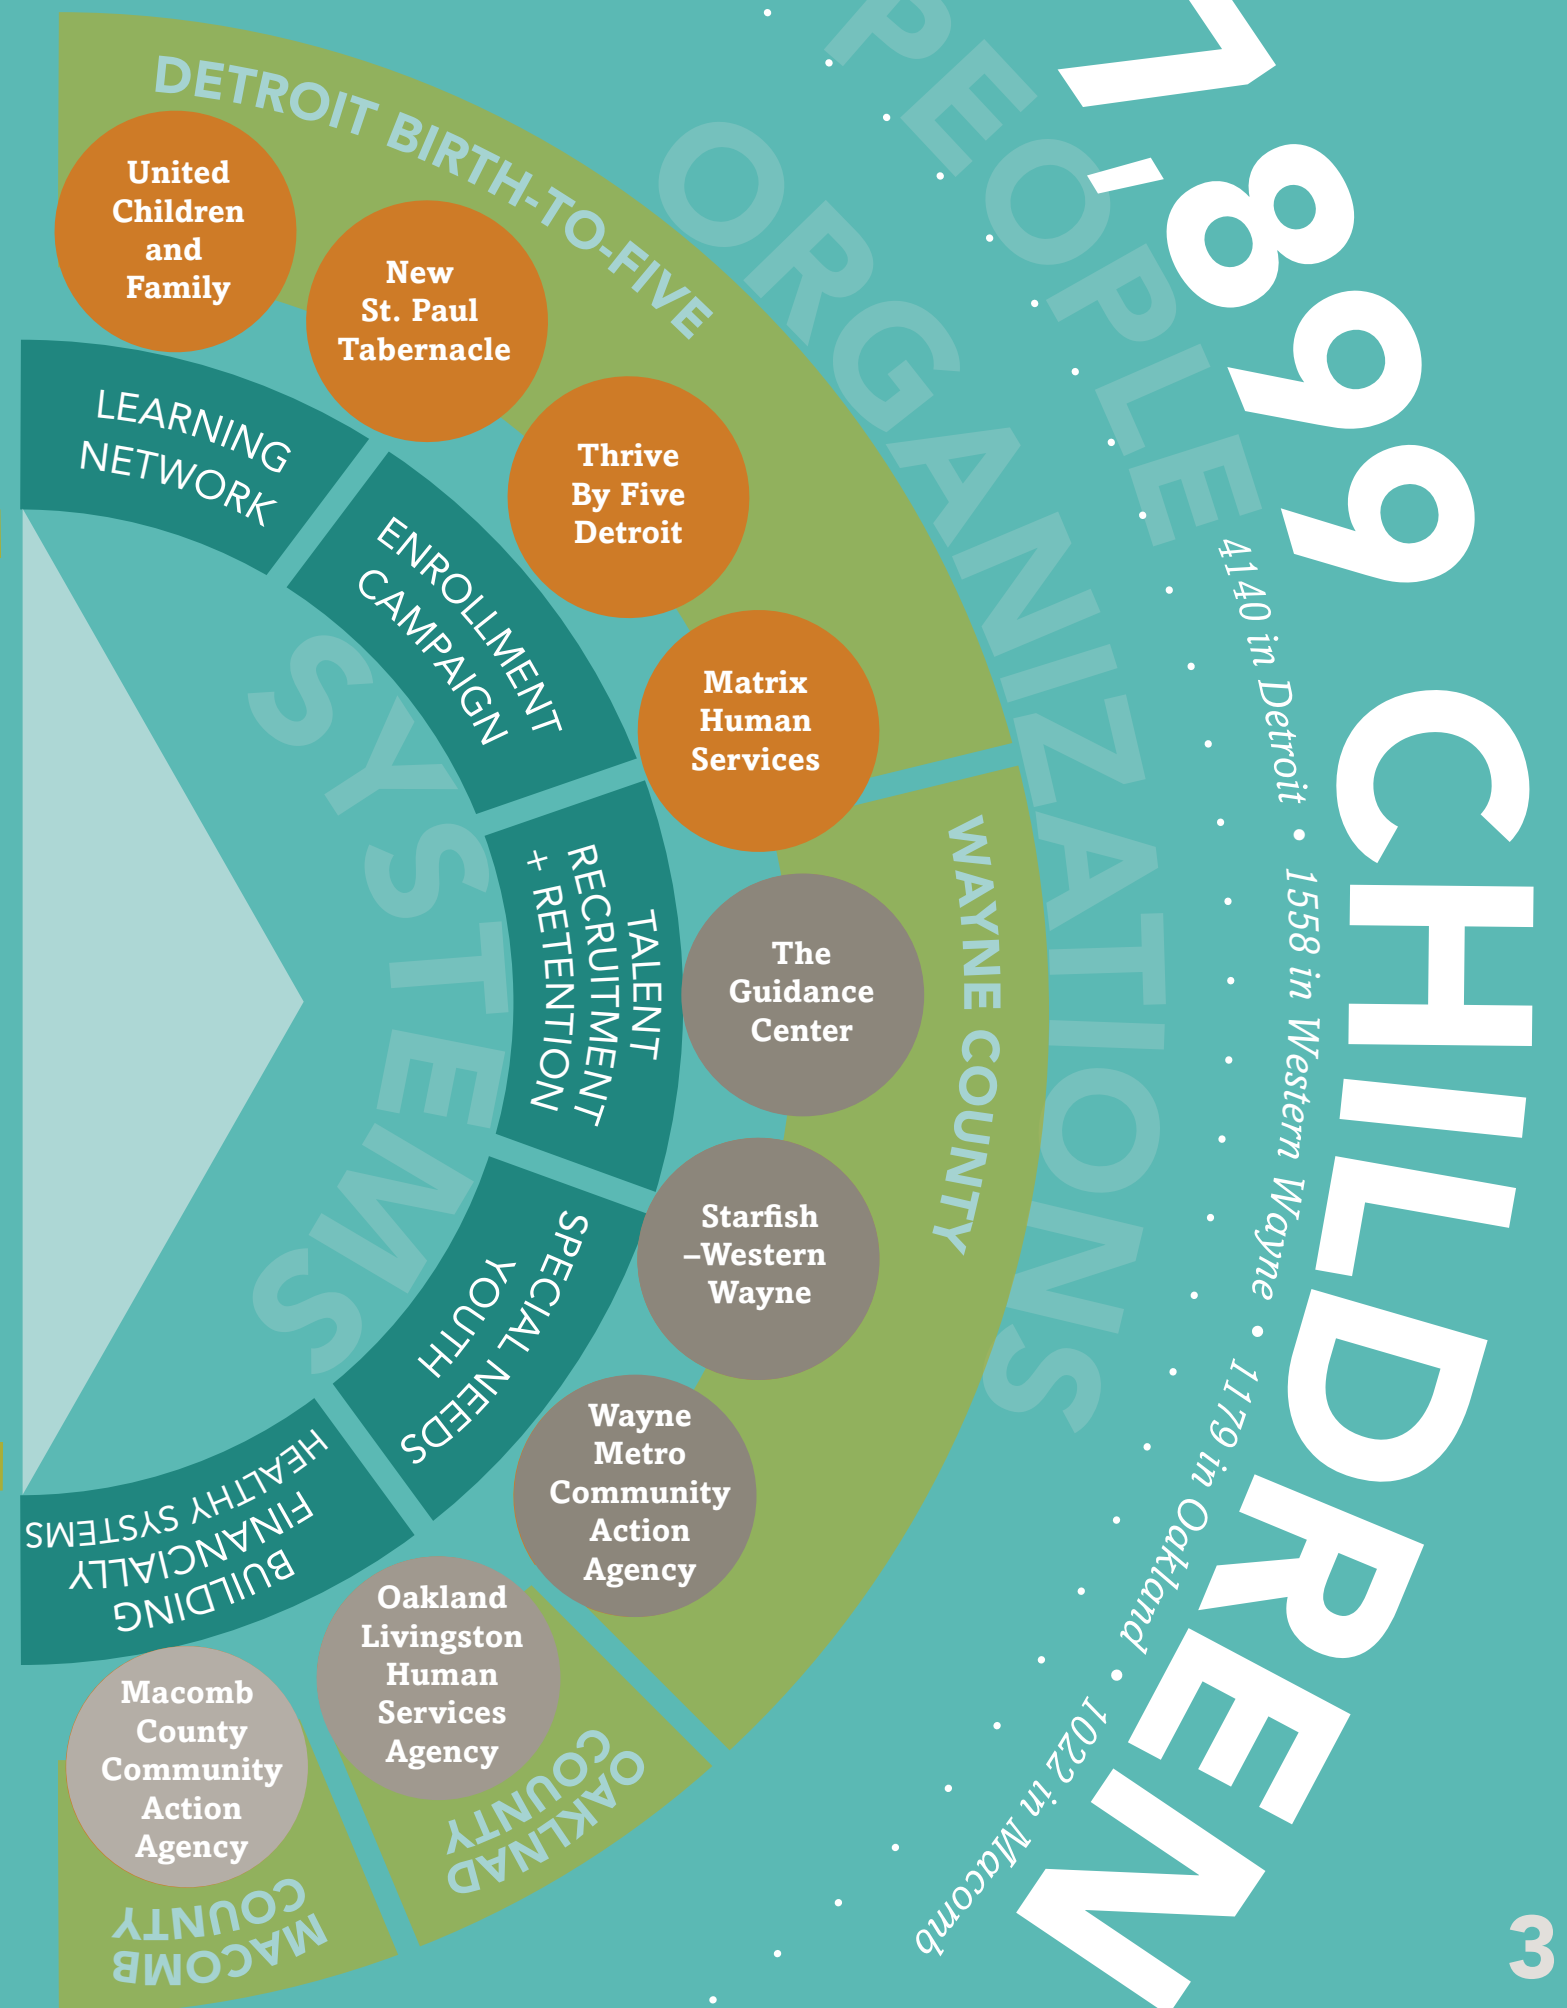 7,899 CHILDREN
4140 in Detroit • 1558 in Western Wayne • 1179 in Oakland • 1022 in Macomb
PEOPLE
ORGANIZATIONS
DETROIT BIRTH-TO-FIVE
United
Children
and
Family
New
St. Paul
Tabernacle
Thrive
By Five
Detroit
Matrix
Human
Services
WAYNE COUNTY
The
Guidance
Center
Starfish
–Western
Wayne
Wayne
Metro
Community
Action
Agency
OAKLNAD
COUNTY
Oakland
Livingston
Human
Services
Agency
MACOMB
COUNTY
Macomb
County
Community
Action
Agency
SYSTEMS
LEARNING
NETWORK
ENROLLMENT
CAMPAIGN
TALENT
RECRUITMENT
+ RETENTION
SPECIAL NEEDS
YOUTH
BUILDING
FINANCIALLY
HEALTHY SYSTEMS
3